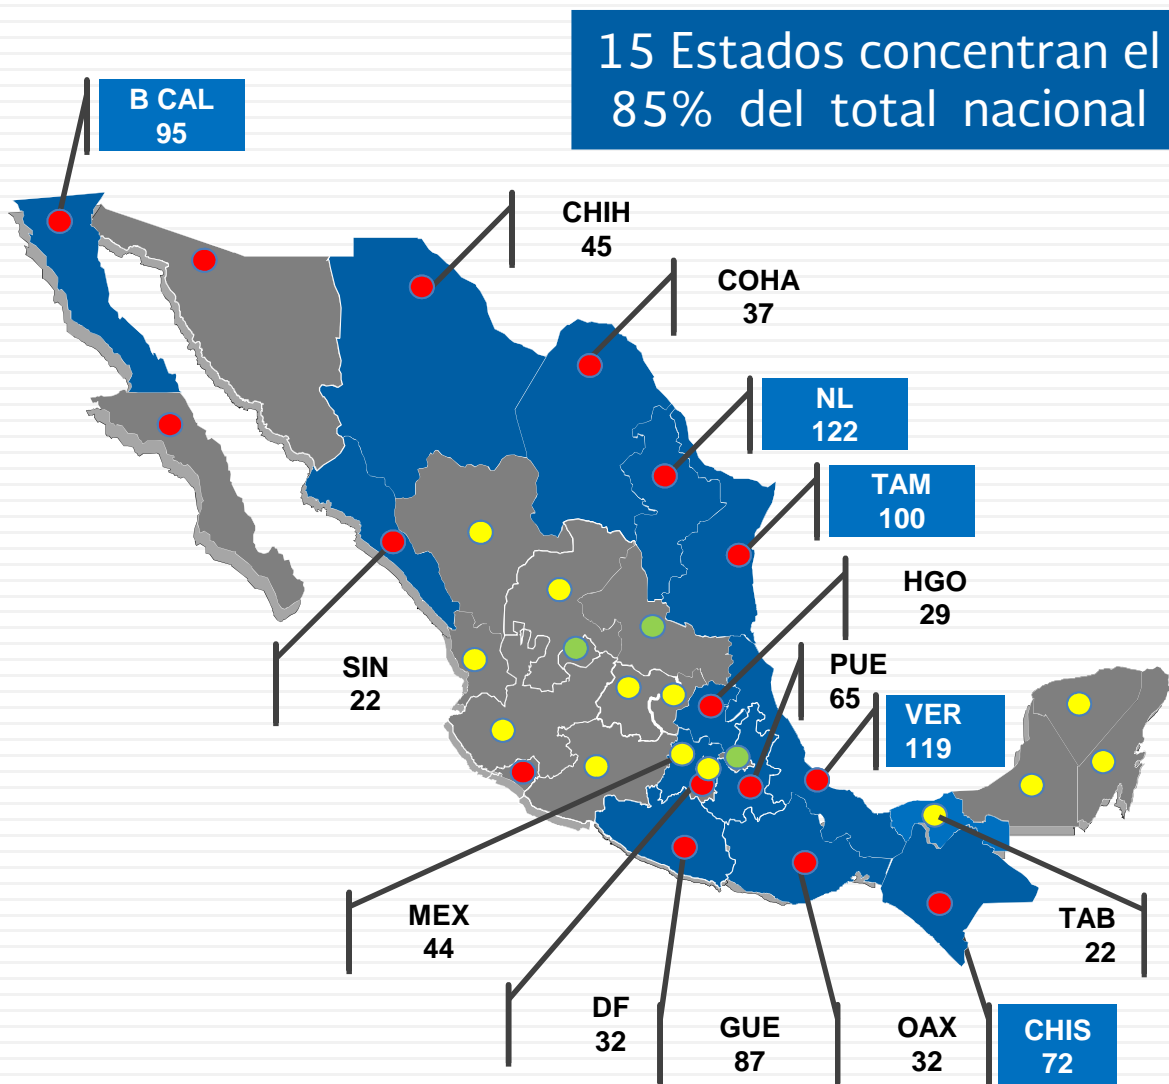 15 Estados concentran el
85% del total nacional
B CAL
95
CHIH
45
COHA
37
NL
122
TAM
100
HGO
29
SIN
22
PUE
65
VER
119
MEX
44
TAB
22
DF
32
GUE
87
OAX
32
CHIS
72